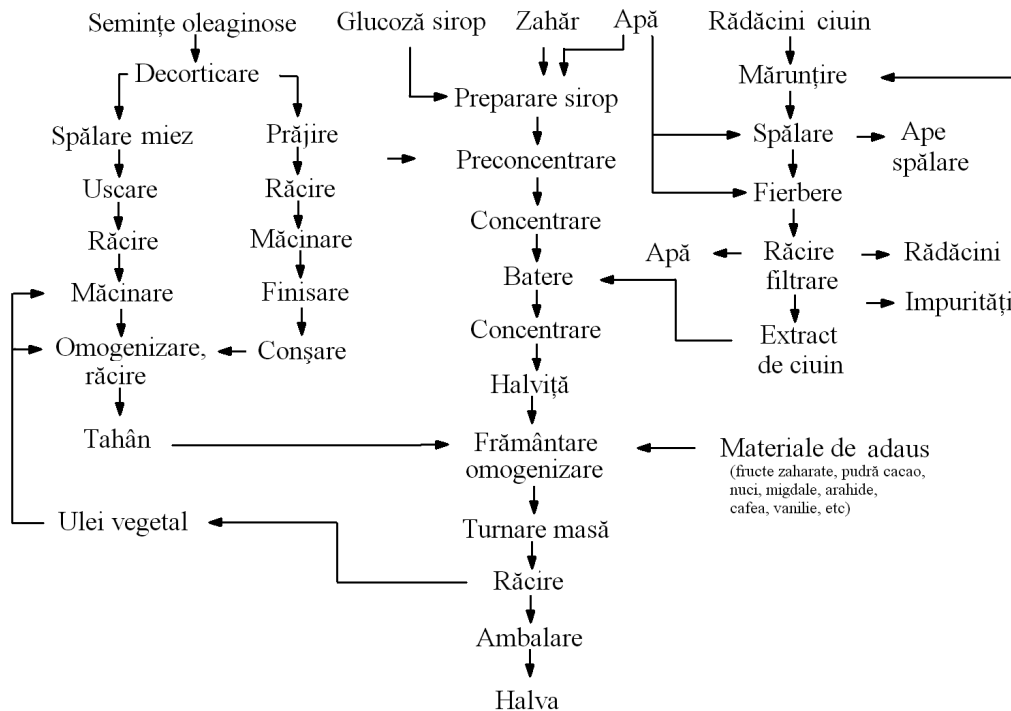 Semințe oleaginose
Glucoză sirop
Zahăr
Apă
Rădăcini ciuin
Decorticare
Preparare sirop
Mărunțire
Spălare miez
Prăjire
Preconcentrare
Spălare
Ape
spălare
Uscare
Răcire
Concentrare
Fierbere
Răcire
Măcinare
Batere
Apă
Răcire
filtrare
Rădăcini
Măcinare
Finisare
Concentrare
Impurități
Omogenizare,
răcire
Conşare
Halviță
Extract
de ciuin
Tahân
Frământare
omogenizare
Materiale de adaus
(fructe zaharate, pudră cacao,
nuci, migdale, arahide,
cafea, vanilie, etc)
Ulei vegetal
Turnare masă
Răcire
Ambalare
Halva